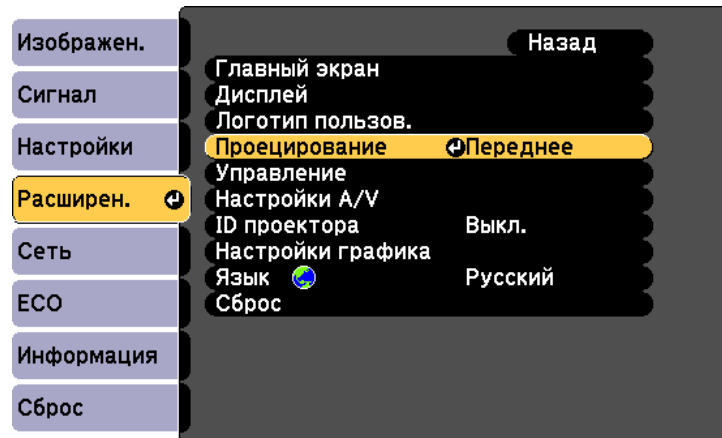 Изображен.
Сигнал
Настройки
Расширен.
Сеть
ECO
Информация
Сброс
Назад
Главный экран
Дисплей
Логотип пользов.
Проецирование Переднее
Управление
Настройки A/V
ID проектора Выкл.
Настройки графика
Язык Русский
Сброс